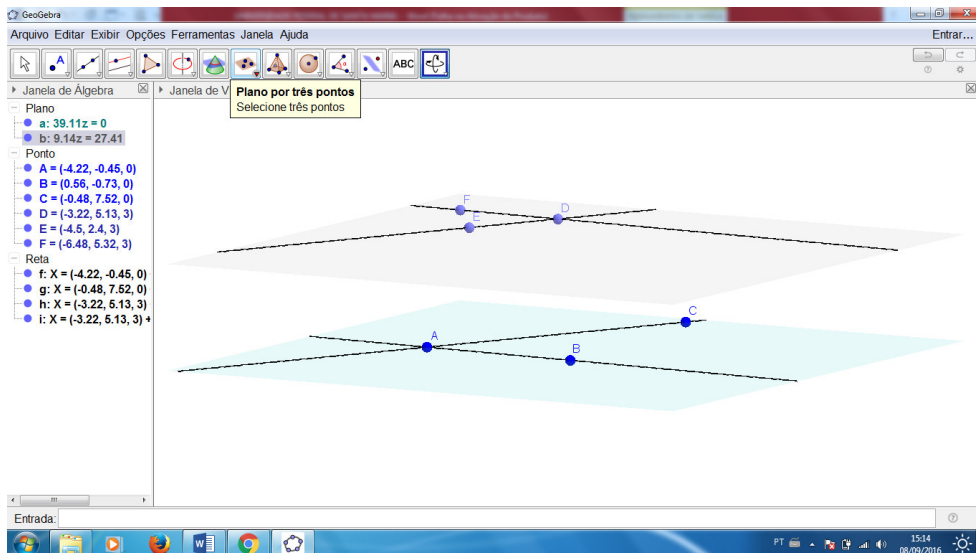 GeoGebra
Arquivo Editar Exibir Opções Ferramentas Janela Ajuda
Entrar...
A
ABC
Plano por três pontos
Selecione três pontos
Janela de Álgebra
Janela de V
Plano
a: 39.11z = 0
b: 9.14z = 27.41
Ponto
A = (-4.22, -0.45, 0)
B = (0.56, -0.73, 0)
C = (-0.48, 7.52, 0)
D = (-3.22, 5.13, 3)
E = (-4.5, 2.4, 3)
F = (-6.48, 5.32, 3)
Reta
f: X = (-4.22, -0.45, 0)
g: X = (-0.48, 7.52, 0)
h: X = (-3.22, 5.13, 3)
i: X = (-3.22, 5.13, 3) +
F
D
E
C
A
B
Entrada:
PT
15:14
08/09/2016